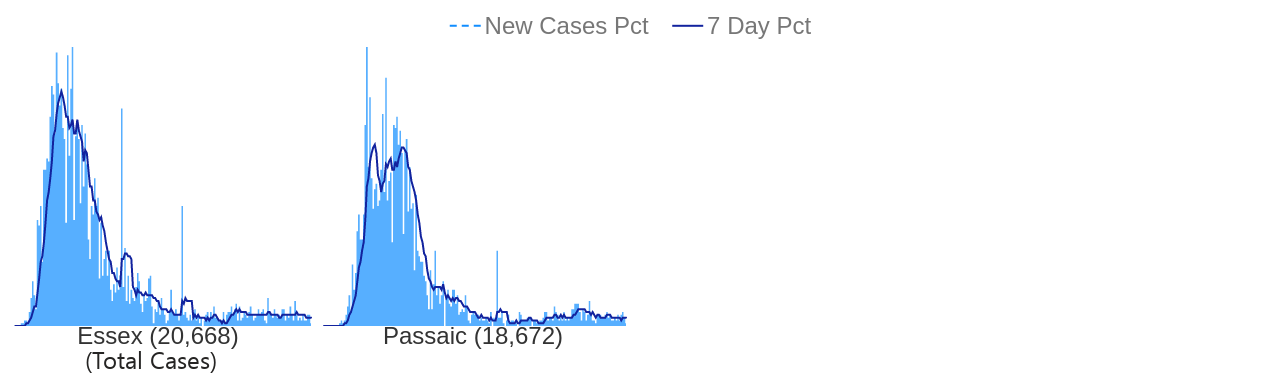 New Cases Pct 7 Day Pct
Essex (20,668) Passaic (18,672)
(Total Cases)